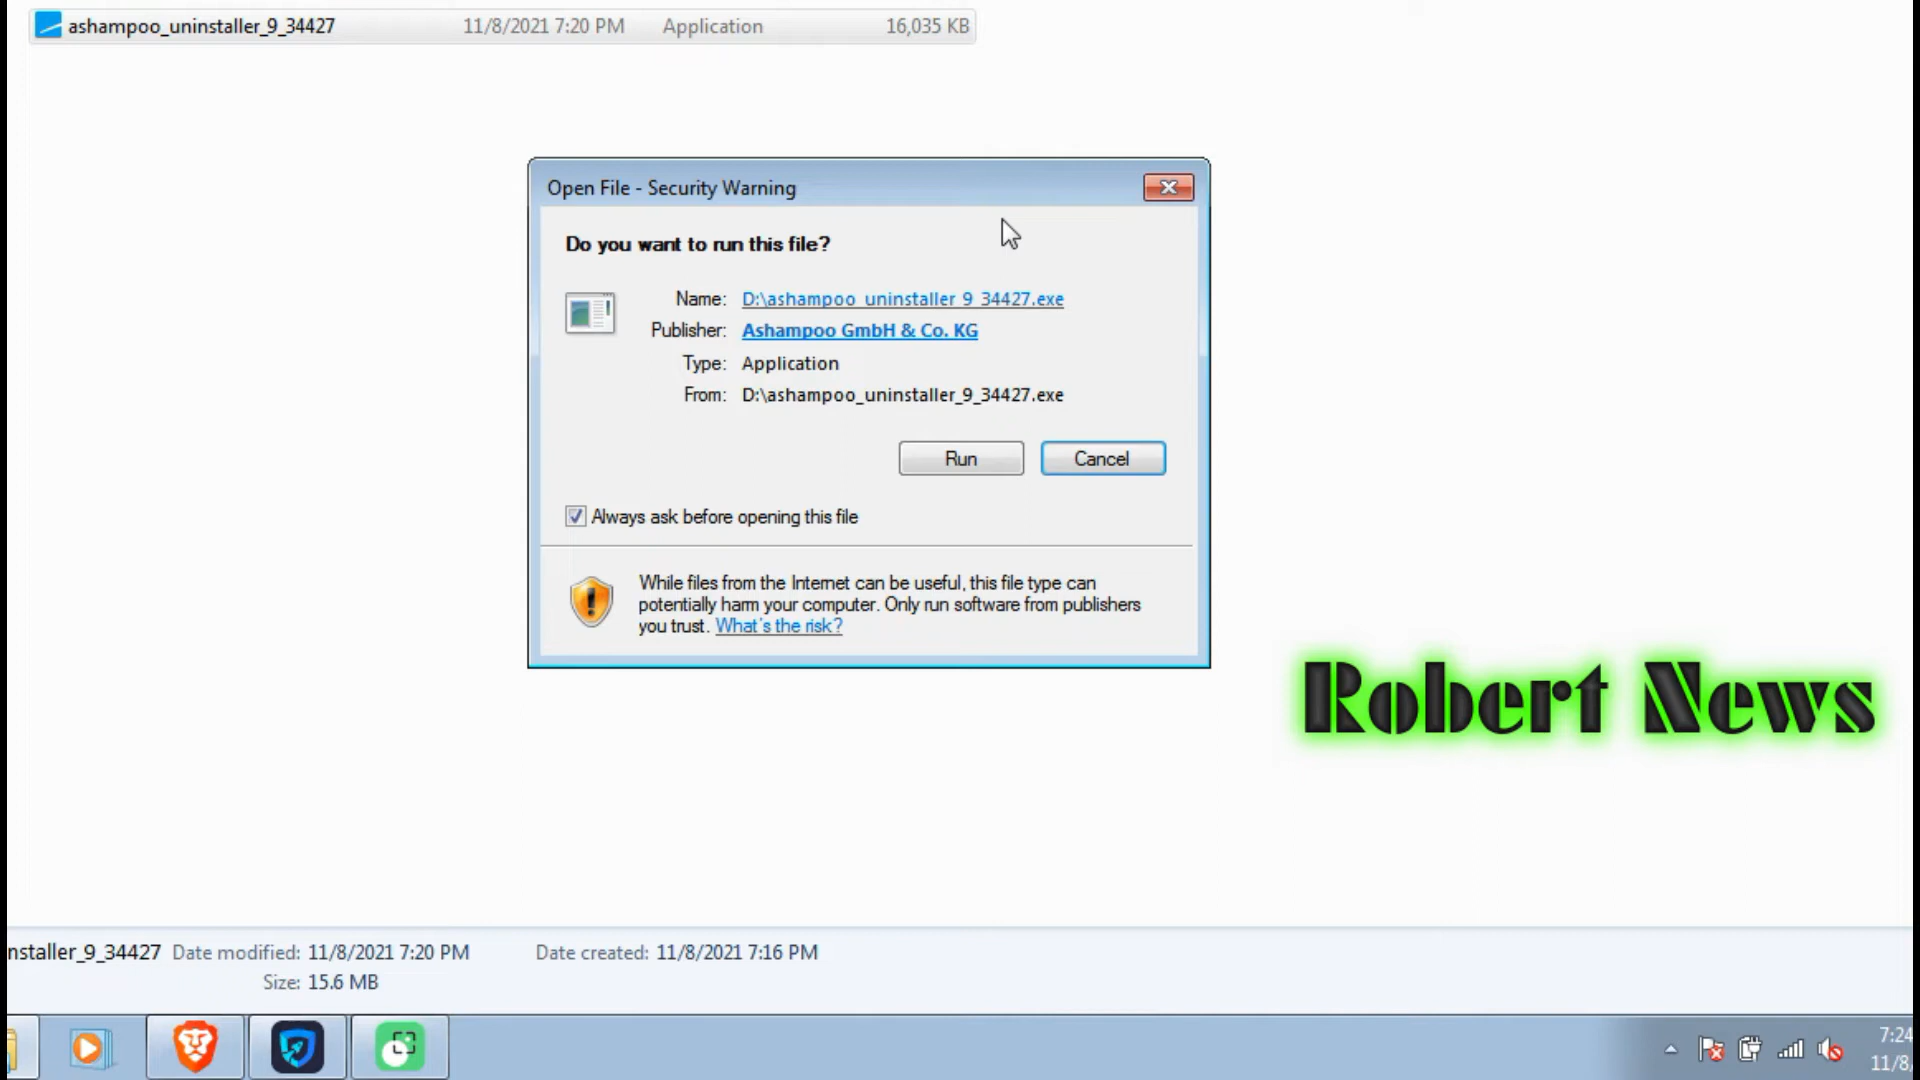 ashampoo_uninstaller_9_34427 11/8/2021 7:20 PM Application 16,035 KB
Open File - Security Warning
Do you want to run this file?
Name: D:\ashampoo_uninstaller_9_34427.exe
Publisher: Ashampoo GmbH & Co. KG
Type: Application
From: D:\ashampoo_uninstaller_9_34427.exe
Run Cancel
Always ask before opening this file
While files from the Internet can be useful, this file type can
potentially harm your computer. Only run software from publishers
you trust. What's the risk?
Robert News
nstaller_9_34427 Date modified: 11/8/2021 7:20 PM Date created: 11/8/2021 7:16 PM
Size: 15.6 MB
7:24
11/8/